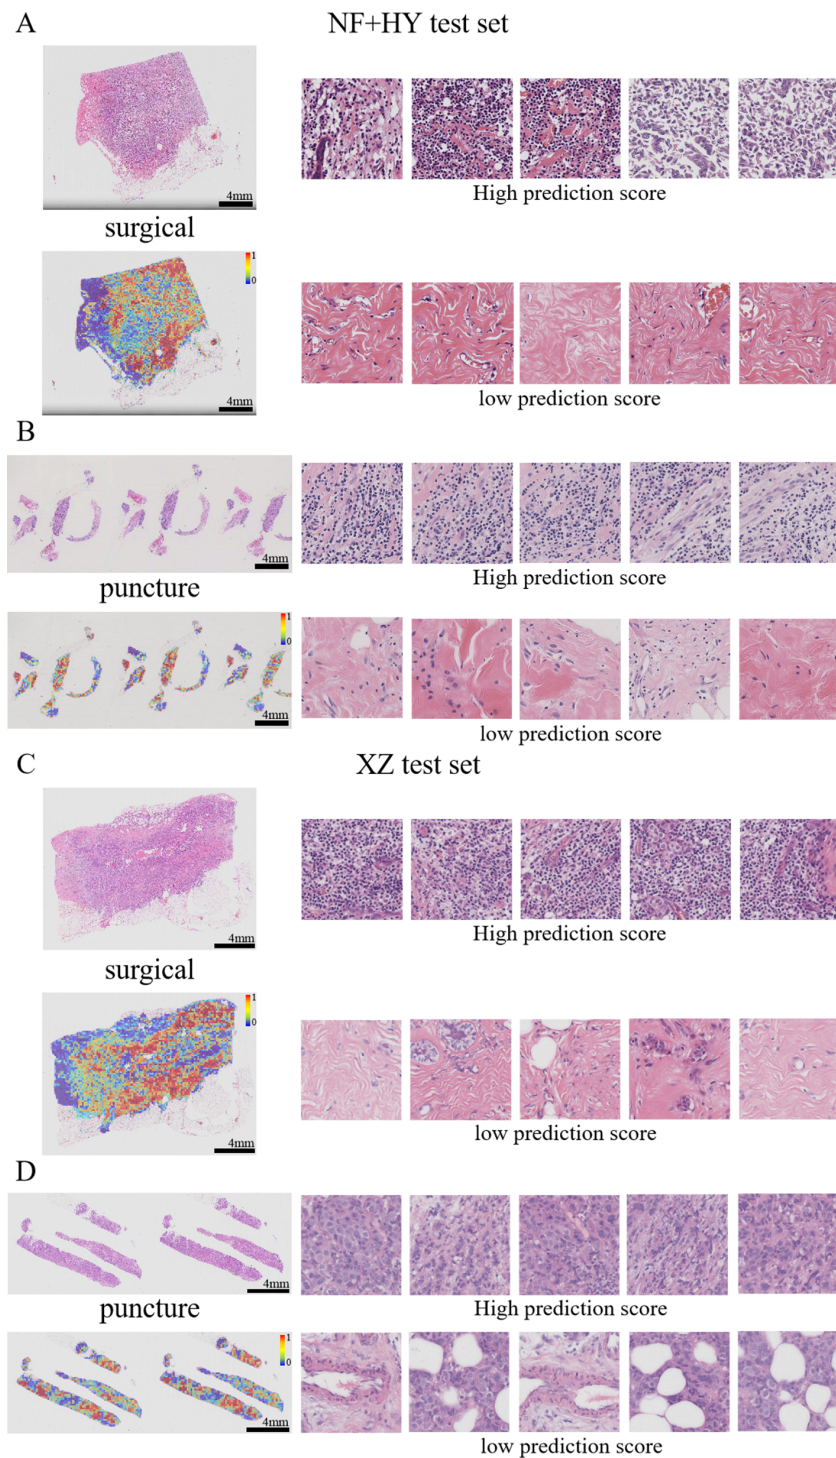 A
NF+HY test set
4mm
High prediction score
surgical
1
0
4mm
low prediction score
B
4mm
High prediction score
puncture
1
0
4mm
low prediction score
C
XZ test set
4mm
High prediction score
surgical
1
0
4mm
low prediction score
D
4mm
High prediction score
puncture
1
0
4mm
low prediction score